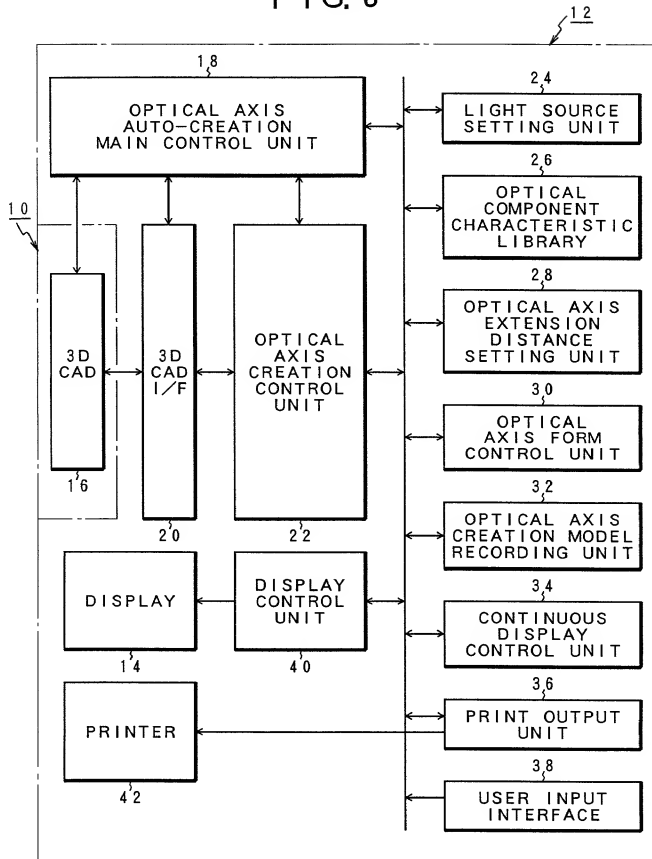 FIG.
12
18
OPTICAL AXIS
AUTO-CREATION
MAIN CONTROL UNIT
24
LIGHT SOURCE
SETTING UNIT
26
OPTICAL
COMPONENT
CHARACTERISTIC
LIBRARY
10
3D
CAD
16
3D
CAD
I/F
20
OPTICAL
AXIS
CREATION
CONTROL
UNIT
22
28
OPTICAL AXIS
EXTENSION
DISTANCE
SETTING UNIT
30
OPTICAL
AXIS FORM
CONTROL UNIT
32
OPTICAL AXIS
CREATION MODEL
RECORDING UNIT
DISPLAY
14
DISPLAY
CONTROL
UNIT
40
34
CONTINUOUS
DISPLAY
CONTROL UNIT
PRINTER
42
36
PRINT OUTPUT
UNIT
38
USER INPUT
INTERFACE